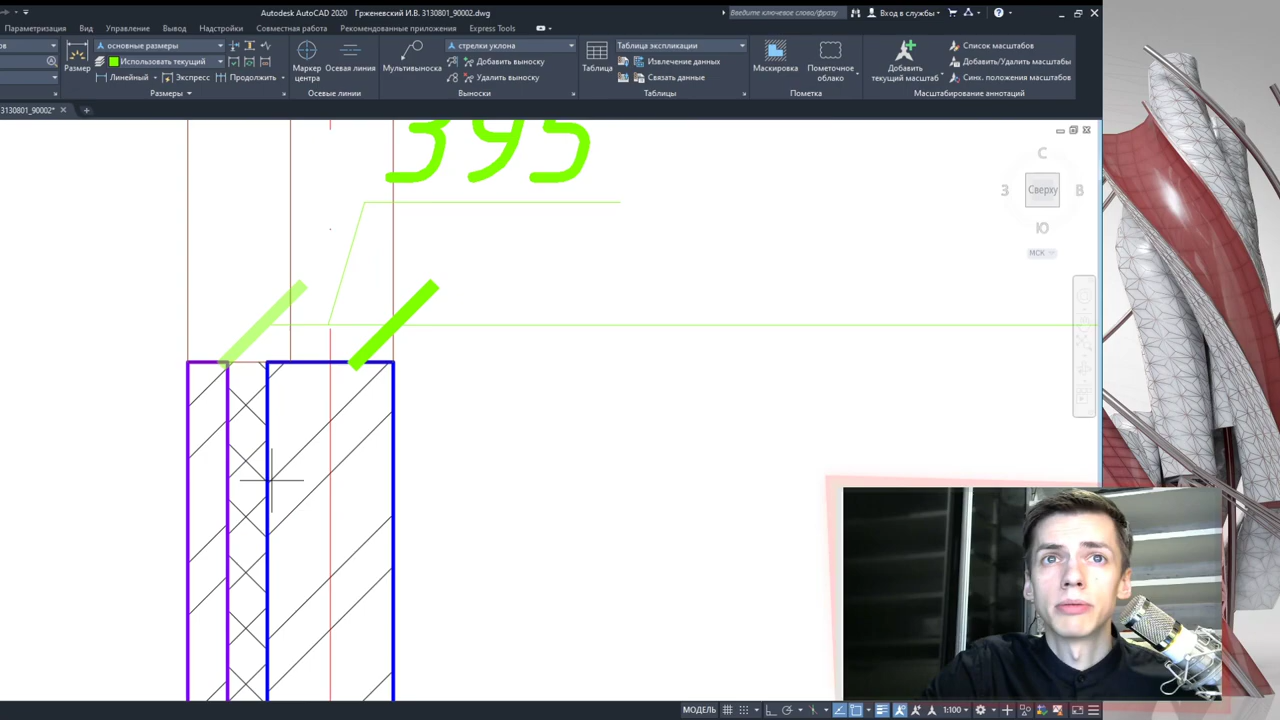 Autodesk AutoCAD 2020 Грженевский И.В. 3130801_90002.dwg
Введите ключевое слово/фразу
Вход в службы
Параметризация Вид Управление Вывод Надстройки Совместная работа Рекомендованные приложения Express Tools
Размер
основные размеры
Использовать текущий
Линейный Экспресс Продолжить
Размеры
Маркер центра
Осевая линия
Осевые линии
Мультивыноска
стрелки уклона
Добавить выноску
Удалить выноску
Выноски
Таблица
Таблица экспликации
Извлечение данных
Связать данные
Таблицы
Маскировка
Пометочное облако
Пометка
Добавить текущий масштаб
Список масштабов
Добавить/Удалить масштабы
Синх. положения масштабов
Масштабирование аннотаций
3130801_90002*
395
С
З Сверху В
Ю
МСК
МОДЕЛЬ 1:100